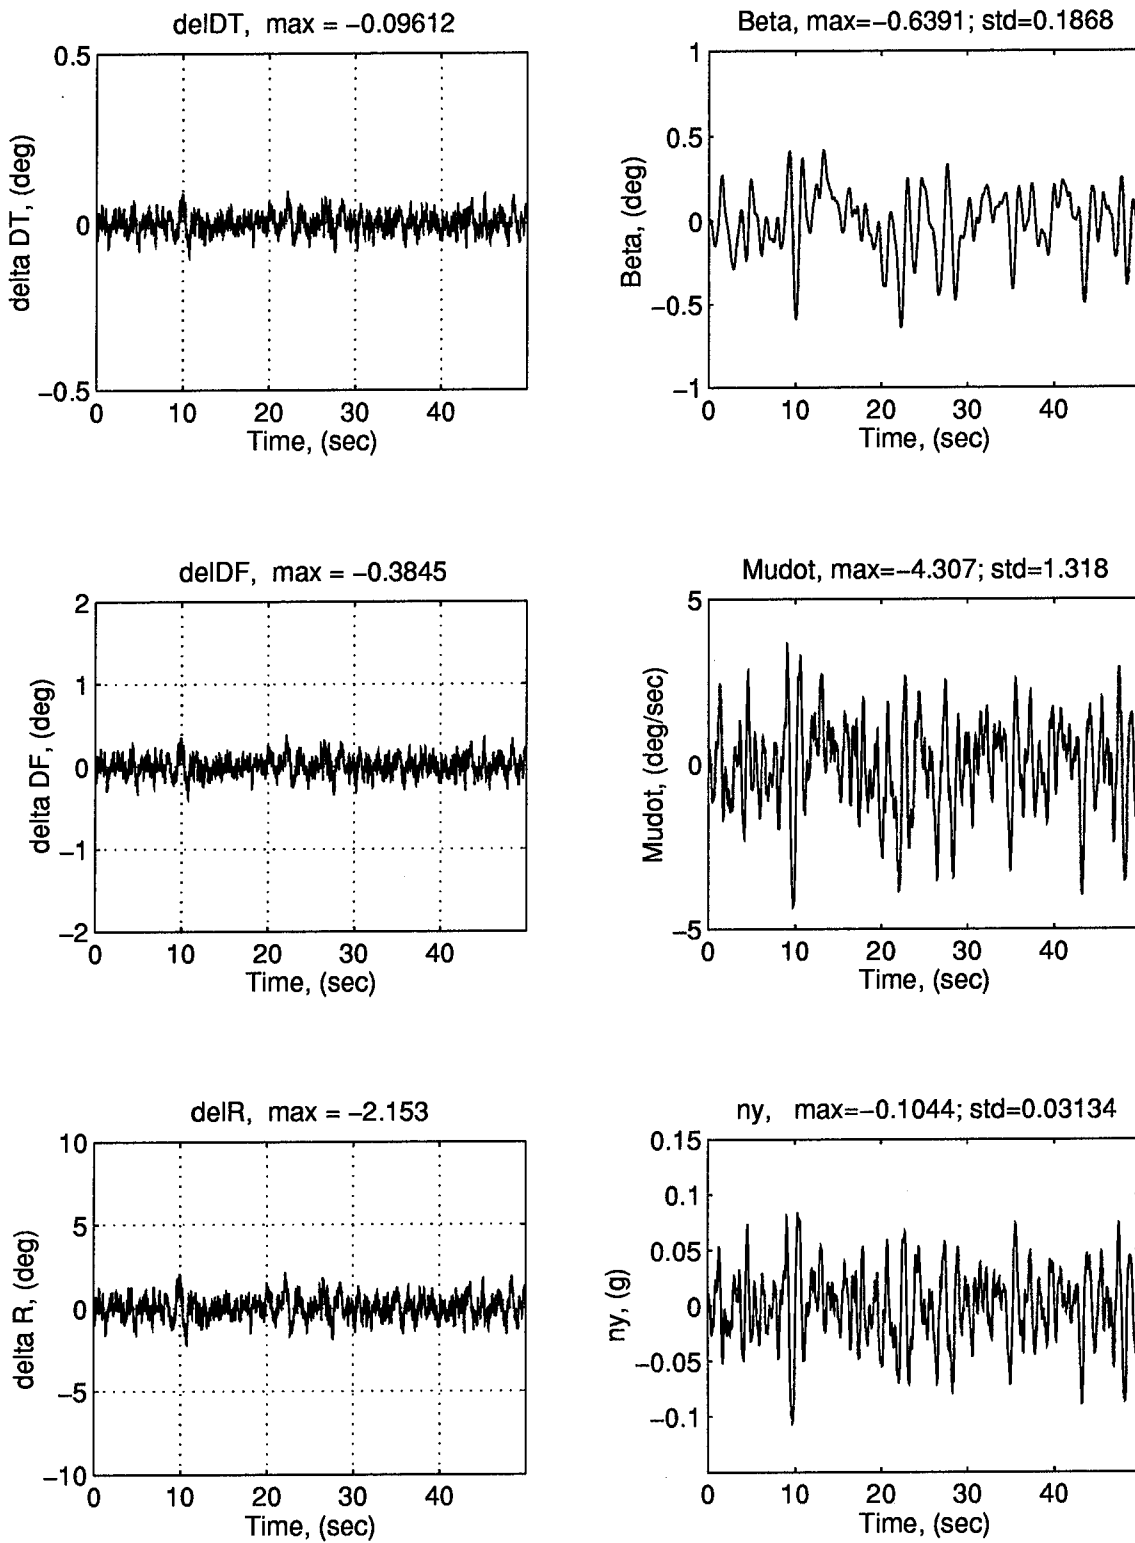 delDT, max = −0.09612
0.5
0
−0.5
delta DT, (deg)
0 10 20 30 40
Time, (sec)
Beta, max=−0.6391; std=0.1868
1
0.5
0
−0.5
−1
Beta, (deg)
0 10 20 30 40
Time, (sec)
delDF, max = −0.3845
2
1
0
−1
−2
delta DF, (deg)
0 10 20 30 40
Time, (sec)
Mudot, max=−4.307; std=1.318
5
0
−5
Mudot, (deg/sec)
0 10 20 30 40
Time, (sec)
delR, max = −2.153
10
5
0
−5
−10
delta R, (deg)
0 10 20 30 40
Time, (sec)
ny, max=−0.1044; std=0.03134
0.15
0.1
0.05
0
−0.05
−0.1
ny, (g)
0 10 20 30 40
Time, (sec)